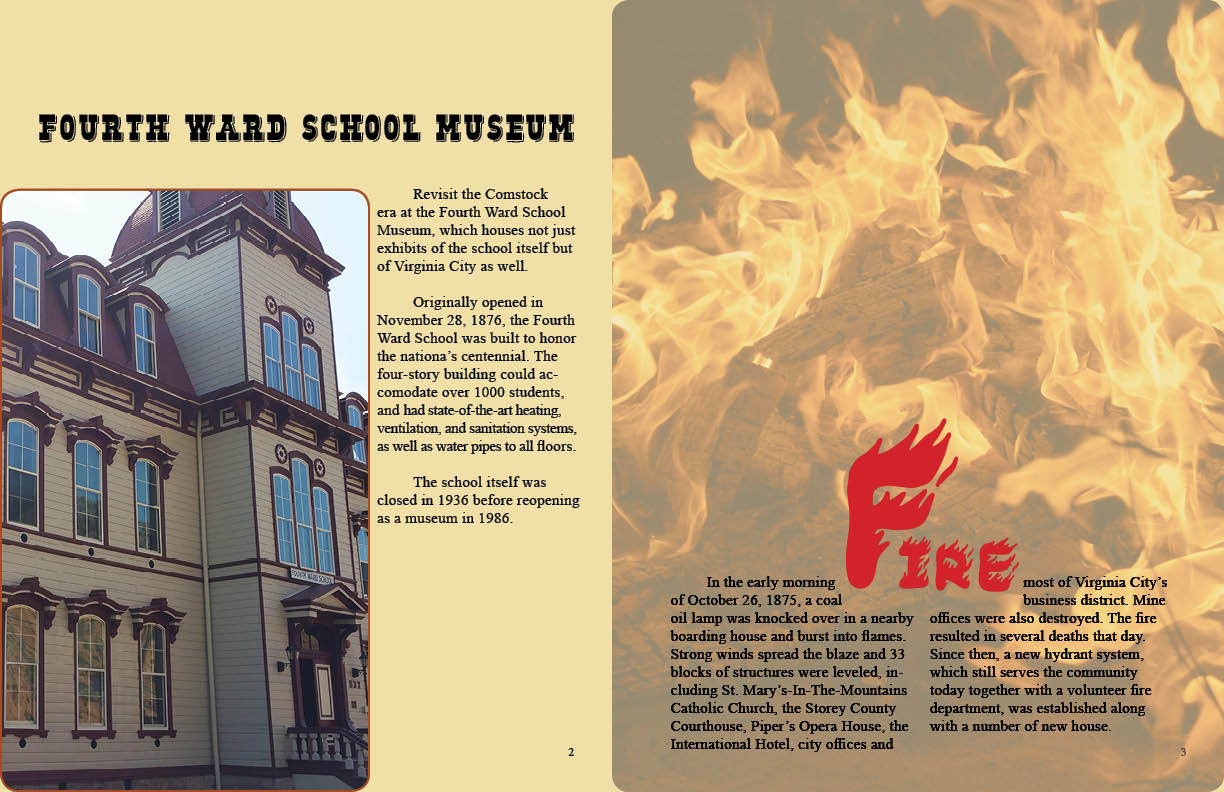 FOURTH WARD SCHOOL MUSEUM
Revisit the Comstock
era at the Fourth Ward School
Museum, which houses not just
exhibits of the school itself but
of Virginia City as well.
Originally opened in
November 28, 1876, the Fourth
Ward School was built to honor
the nationa’s centennial. The
four-story building could ac-
comodate over 1000 students,
and had state-of-the-art heating,
ventilation, and sanitation systems,
as well as water pipes to all floors.
The school itself was
closed in 1936 before reopening
as a museum in 1986.
FOURTH WARD SCHOOL
537
2
FIRE
In the early morning
of October 26, 1875, a coal
oil lamp was knocked over in a nearby
boarding house and burst into flames.
Strong winds spread the blaze and 33
blocks of structures were leveled, in-
cluding St. Mary’s-In-The-Mountains
Catholic Church, the Storey County
Courthouse, Piper’s Opera House, the
International Hotel, city offices and
most of Virginia City’s
business district. Mine
offices were also destroyed. The fire
resulted in several deaths that day.
Since then, a new hydrant system,
which still serves the community
today together with a volunteer fire
department, was established along
with a number of new house.
3